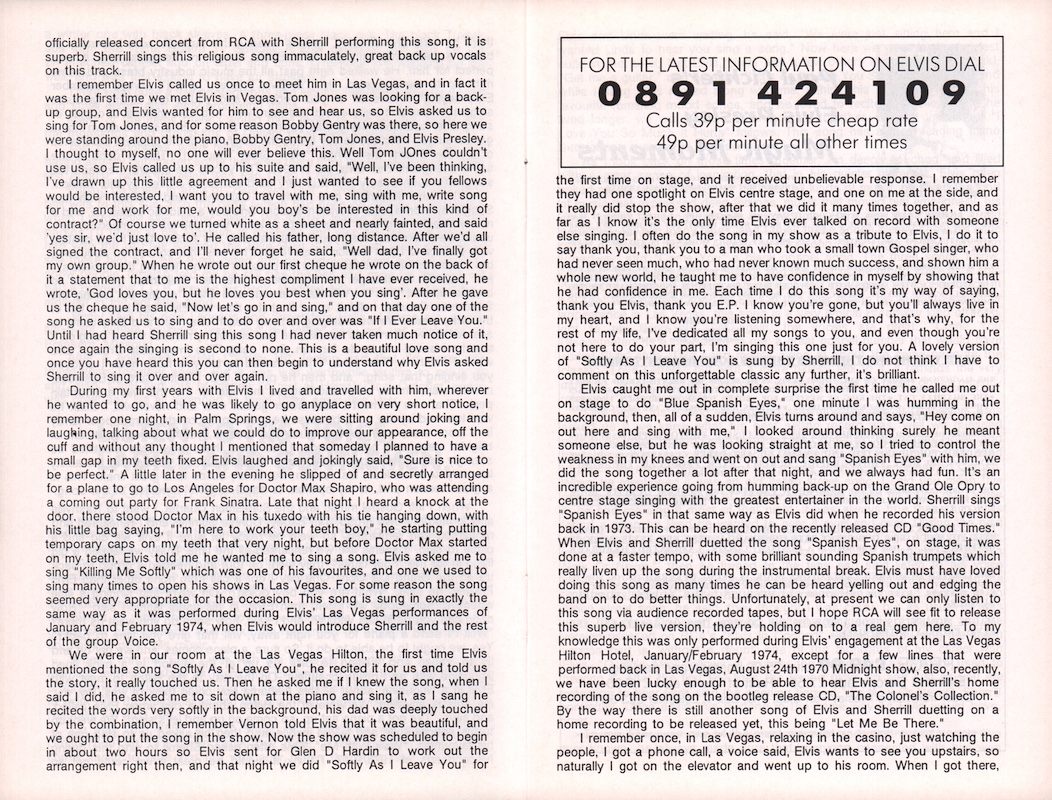 officially released concert from RCA with Sherrill performing this song, it is
superb. Sherrill sings this religious song immaculately, great back up vocals
on this track.
I remember Elvis called us once to meet him in Las Vegas, and in fact it
was the first time we met Elvis in Vegas. Tom Jones was looking for a back-
up group, and Elvis wanted for him to see and hear us, so Elvis asked us to
sing for Tom Jones, and for some reason Bobby Gentry was there, so here we
were standing around the piano, Bobby Gentry, Tom Jones, and Elvis Presley.
I thought to myself, no one will ever believe this. Well Tom JOnes couldn't
use us, so Elvis called us up to his suite and said, "Well, I've been thinking,
I've drawn up this little agreement and I just wanted to see if you fellows
would be interested, I want you to travel with me, sing with me, write song
for me and work for me, would you boy's be interested in this kind of
contract?" Of course we turned white as a sheet and nearly fainted, and said
'yes sir, we'd just love to'. He called his father, long distance. After we'd all
signed the contract, and I'll never forget he said, "Well dad, I've finally got
my own group." When he wrote out our first cheque he wrote on the back of
it a statement that to me is the highest compliment I have ever received, he
wrote, 'God loves you, but he loves you best when you sing'. After he gave
us the cheque he said, "Now let's go in and sing," and on that day one of the
song he asked us to sing and to do over and over was "If I Ever Leave You."
Until I had heard Sherrill sing this song I had never taken much notice of it,
once again the singing is second to none. This is a beautiful love song and
once you have heard this you can then begin to understand why Elvis asked
Sherrill to sing it over and over again.
During my first years with Elvis I lived and travelled with him, wherever
he wanted to go, and he was likely to go anyplace on very short notice, I
remember one night, in Palm Springs, we were sitting around joking and
laughing, talking about what we could do to improve our appearance, off the
cuff and without any thought I mentioned that someday I planned to have a
small gap in my teeth fixed. Elvis laughed and jokingly said, "Sure is nice to
be perfect." A little later in the evening he slipped of and secretly arranged
for a plane to go to Los Angeles for Doctor Max Shapiro, who was attending
a coming out party for Frank Sinatra. Late that night I heard a knock at the
door, there stood Doctor Max in his tuxedo with his tie hanging down, with
his little bag saying, "I'm here to work your teeth boy," he starting putting
temporary caps on my teeth that very night, but before Doctor Max started
on my teeth, Elvis told me he wanted me to sing a song. Elvis asked me to
sing "Killing Me Softly" which was one of his favourites, and one we used to
sing many times to open his shows in Las Vegas. For some reason the song
seemed very appropriate for the occasion. This song is sung in exactly the
same way as it was performed during Elvis' Las Vegas performances of
January and February 1974, when Elvis would introduce Sherrill and the rest
of the group Voice.
We were in our room at the Las Vegas Hilton, the first time Elvis
mentioned the song "Softly As I Leave You", he recited it for us and told us
the story, it really touched us. Then he asked me if I knew the song, when I
said I did, he asked me to sit down at the piano and sing it, as I sang he
recited the words very softly in the background, his dad was deeply touched
by the combination, I remember Vernon told Elvis that it was beautiful, and
we ought to put the song in the show. Now the show was scheduled to begin
in about two hours so Elvis sent for Glen D Hardin to work out the
arrangement right then, and that night we did "Softly As I Leave You" for
FOR THE LATEST INFORMATION ON ELVIS DIAL
0891 424109
Calls 39p per minute cheap rate
49p per minute all other times
the first time on stage, and it received unbelievable response. I remember
they had one spotlight on Elvis centre stage, and one on me at the side, and
it really did stop the show, after that we did it many times together, and as
far as I know it's the only time Elvis ever talked on record with someone
else singing. I often do the song in my show as a tribute to Elvis, I do it to
say thank you, thank you to a man who took a small town Gospel singer, who
had never seen much, who had never known much success, and shown him a
whole new world, he taught me to have confidence in myself by showing that
he had confidence in me. Each time I do this song it's my way of saying,
thank you Elvis, thank you E.P. I know you're gone, but you'll always live in
my heart, and I know you're listening somewhere, and that's why, for the
rest of my life, I've dedicated all my songs to you, and even though you're
not here to do your part, I'm singing this one just for you. A lovely version
of "Softly As I Leave You" is sung by Sherrill, I do not think I have to
comment on this unforgettable classic any further, it's brilliant.
Elvis caught me out in complete surprise the first time he called me out
on stage to do "Blue Spanish Eyes," one minute I was humming in the
background, then, all of a sudden, Elvis turns around and says, "Hey come on
out here and sing with me," I looked around thinking surely he meant
someone else, but he was looking straight at me, so I tried to control the
weakness in my knees and went on out and sang "Spanish Eyes" with him, we
did the song together a lot after that night, and we always had fun. It's an
incredible experience going from humming back-up on the Grand Ole Opry to
centre stage singing with the greatest entertainer in the world. Sherrill sings
"Spanish Eyes" in that same way as Elvis did when he recorded his version
back in 1973. This can be heard on the recently released CD "Good Times."
When Elvis and Sherrill duetted the song "Spanish Eyes", on stage, it was
done at a faster tempo, with some brilliant sounding Spanish trumpets which
really liven up the song during the instrumental break. Elvis must have loved
doing this song as many times he can be heard yelling out and edging the
band on to do better things. Unfortunately, at present we can only listen to
this song via audience recorded tapes, but I hope RCA will see fit to release
this superb live version, they're holding on to a real gem here. To my
knowledge this was only performed during Elvis' engagement at the Las Vegas
Hilton Hotel, January/February 1974, except for a few lines that were
performed back in Las Vegas, August 24th 1970 Midnight show, also, recently,
we have been lucky enough to be able to hear Elvis and Sherrill's home
recording of the song on the bootleg release CD, "The Colonel's Collection."
By the way there is still another song of Elvis and Sherrill duetting on a
home recording to be released yet, this being "Let Me Be There."
I remember once, in Las Vegas, relaxing in the casino, just watching the
people, I got a phone call, a voice said, Elvis wants to see you upstairs, so
naturally I got on the elevator and went up to his room. When I got there,